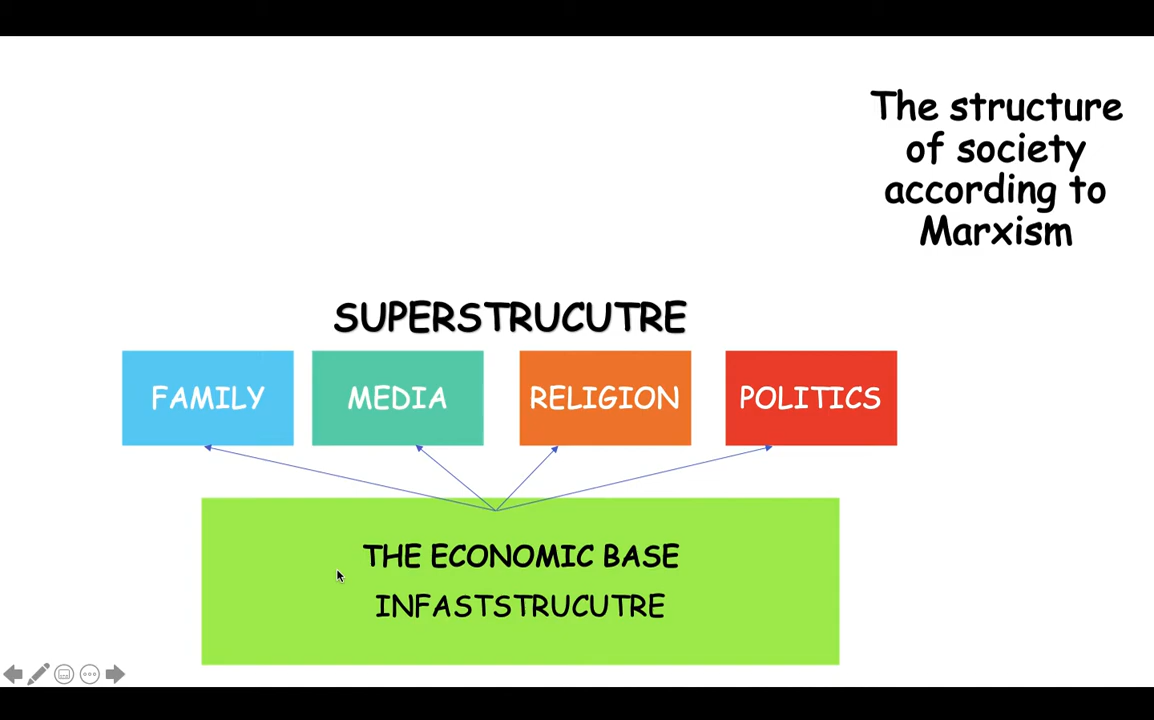 The structure
of society
according to
Marxism
SUPERSTRUCUTRE
FAMILY
MEDIA
RELIGION
POLITICS
THE ECONOMIC BASE
INFASTSTRUCUTRE